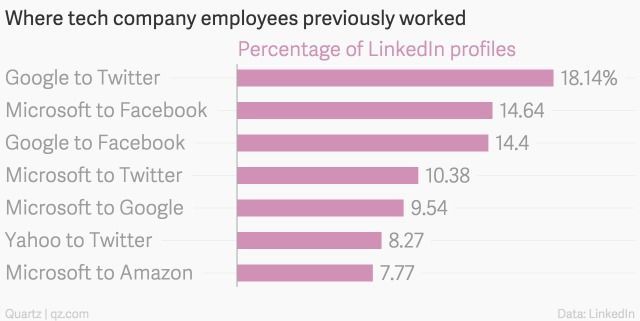 Where tech company employees previously worked
Percentage of LinkedIn profiles
Google to Twitter 18.14%
Microsoft to Facebook 14.64
Google to Facebook 14.4
Microsoft to Twitter 10.38
Microsoft to Google 9.54
Yahoo to Twitter 8.27
Microsoft to Amazon 7.77
Quartz | qz.com Data: LinkedIn